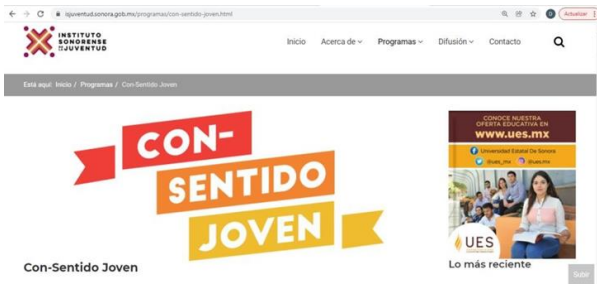 isjuventud.sonora.gob.mx/programas/con-sentido-joven.html
Actualizar
INSTITUTO
SONORENSE
DE LA JUVENTUD
Inicio Acerca de Programas Difusión Contacto
Está aquí: Inicio / Programas / Con-Sentido Joven
CON-
SENTIDO
JOVEN
CONOCE NUESTRA
OFERTA EDUCATIVA EN
www.ues.mx
Universidad Estatal De Sonora
@ues_mx @ues.mx
UES
Con-Sentido Joven
Lo más reciente
Subir